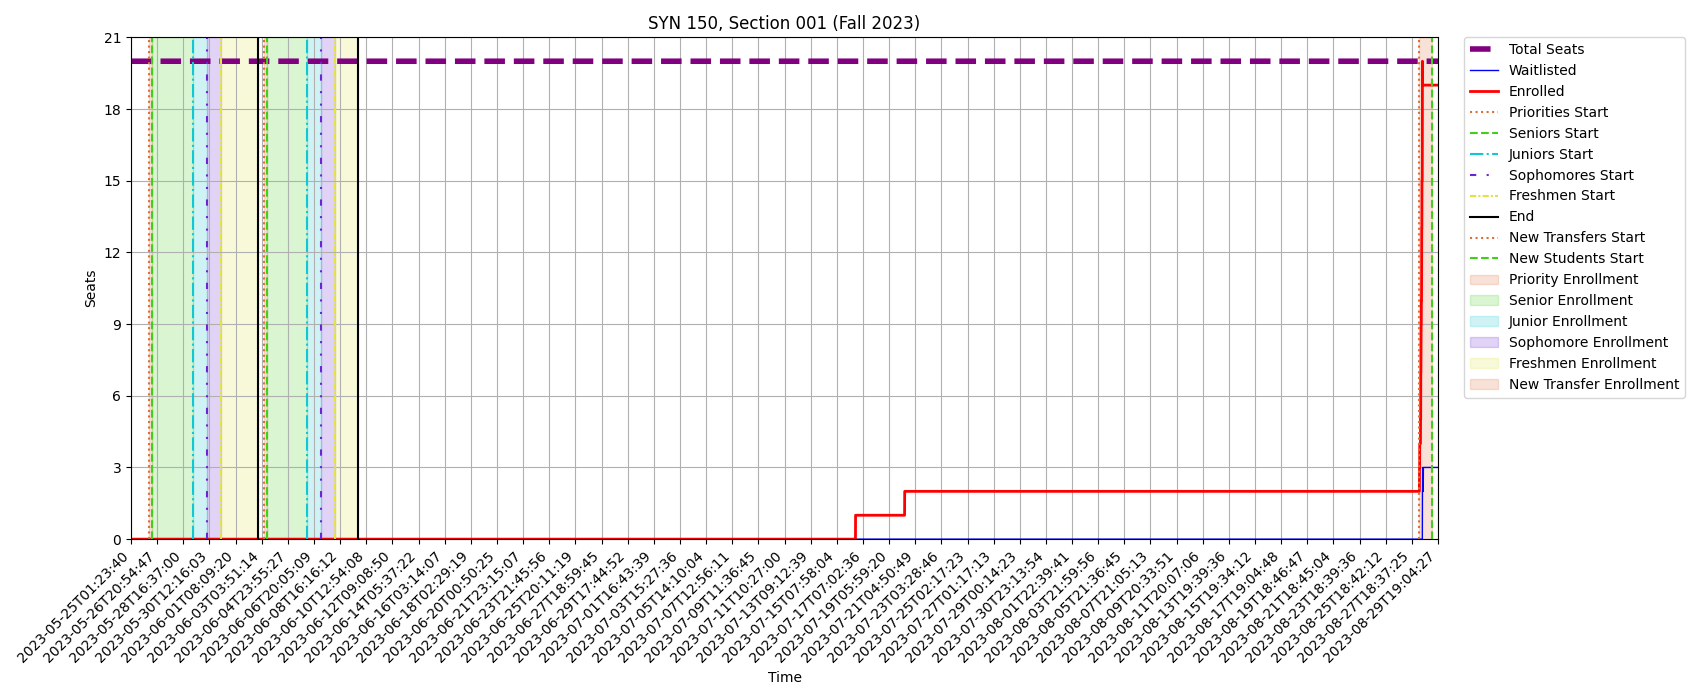 SYN 150, Section 001 (Fall 2023)
Seats
21
18
15
12
9
6
3
0
2023-05-25T01:23:40
2023-05-26T20:54:47
2023-05-28T16:37:00
2023-05-30T12:16:03
2023-06-01T08:09:20
2023-06-03T03:51:14
2023-06-04T23:55:27
2023-06-06T20:05:09
2023-06-08T16:16:12
2023-06-10T12:54:08
2023-06-12T09:08:50
2023-06-14T05:37:22
2023-06-16T03:14:07
2023-06-18T02:29:19
2023-06-20T00:50:25
2023-06-21T23:15:07
2023-06-23T21:45:56
2023-06-25T20:11:19
2023-06-27T18:59:45
2023-06-29T17:44:52
2023-07-01T16:43:39
2023-07-03T15:27:36
2023-07-05T14:10:04
2023-07-07T12:56:11
2023-07-09T11:36:45
2023-07-11T10:27:00
2023-07-13T09:12:39
2023-07-15T07:58:04
2023-07-17T07:02:36
2023-07-19T05:59:20
2023-07-21T04:50:49
2023-07-23T03:28:46
2023-07-25T02:17:23
2023-07-27T01:17:13
2023-07-29T00:14:23
2023-07-30T23:13:54
2023-08-01T22:39:41
2023-08-03T21:59:56
2023-08-05T21:36:45
2023-08-07T21:05:13
2023-08-09T20:33:51
2023-08-11T20:07:06
2023-08-13T19:39:36
2023-08-15T19:34:12
2023-08-17T19:04:48
2023-08-19T18:46:47
2023-08-21T18:45:04
2023-08-23T18:39:36
2023-08-25T18:42:12
2023-08-27T18:37:25
2023-08-29T19:04:27
Time
Total Seats
Waitlisted
Enrolled
Priorities Start
Seniors Start
Juniors Start
Sophomores Start
Freshmen Start
End
New Transfers Start
New Students Start
Priority Enrollment
Senior Enrollment
Junior Enrollment
Sophomore Enrollment
Freshmen Enrollment
New Transfer Enrollment